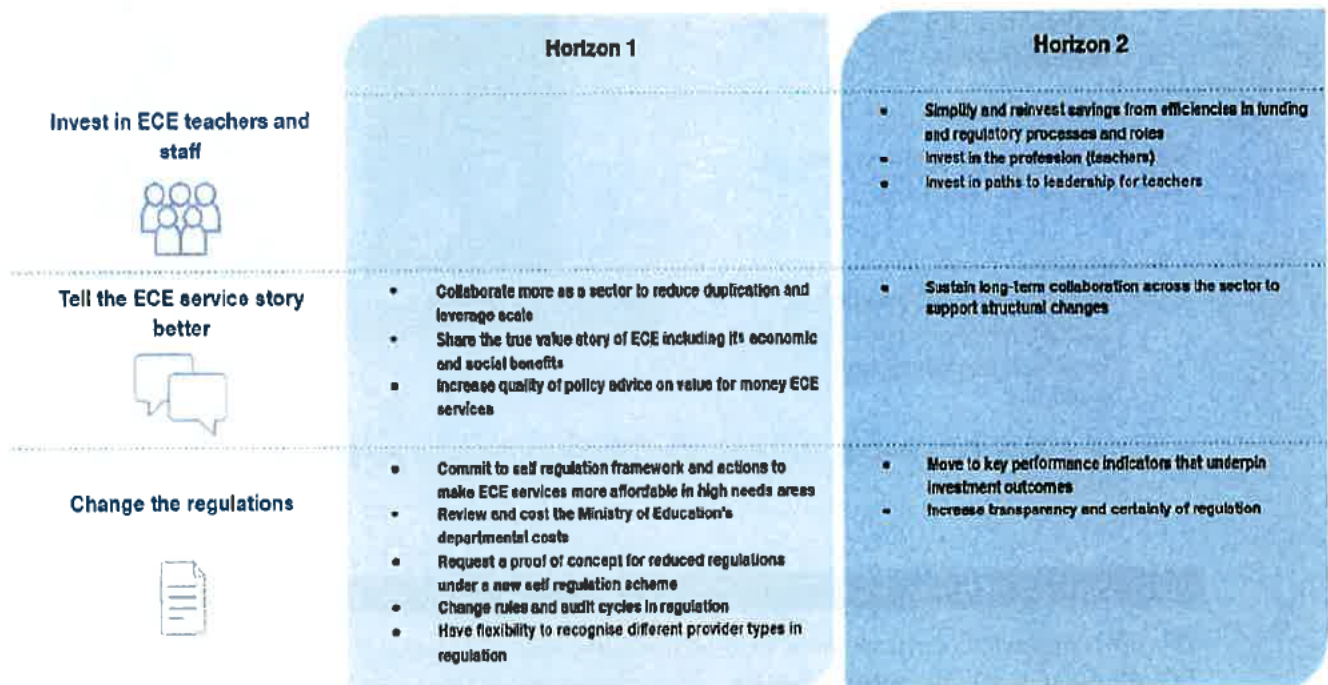 Horizon 1
Horizon 2
Invest in ECE teachers and
staff
• Simplify and reinvest savings from efficiencies in funding
and regulatory processes and roles
• Invest in the profession (teachers)
• Invest in paths to leadership for teachers
Tell the ECE service story
better
• Collaborate more as a sector to reduce duplication and
leverage scale
• Share the true value story of ECE including its economic
and social benefits
• Increase quality of policy advice on value for money ECE
services
• Sustain long-term collaboration across the sector to
support structural changes
Change the regulations
• Commit to self regulation framework and actions to
make ECE services more affordable in high needs areas
• Review and cost the Ministry of Education's
departmental costs
• Request a proof of concept for reduced regulations
under a new self regulation scheme
• Change rules and audit cycles in regulation
• Have flexibility to recognise different provider types in
regulation
• Move to key performance indicators that underpin
investment outcomes
• Increase transparency and certainty of regulation